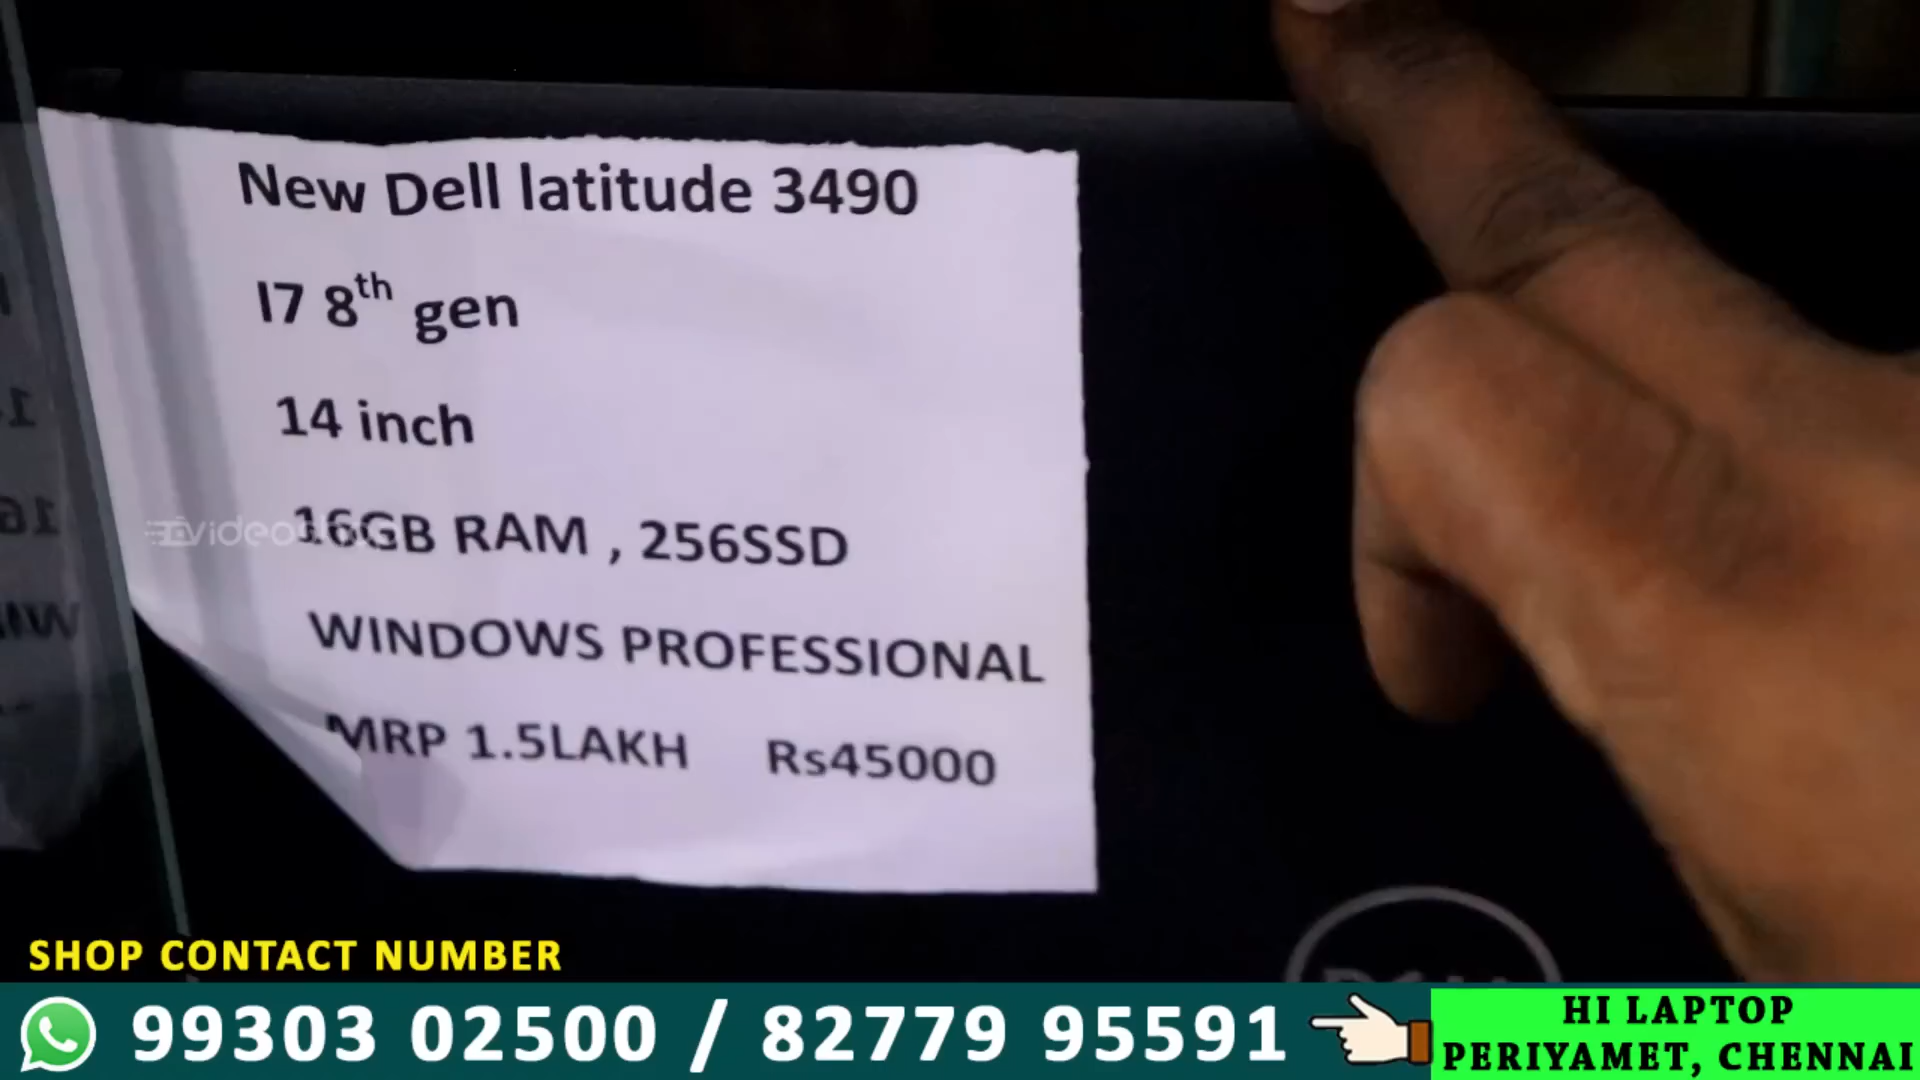 New Dell latitude 3490
I7 8th gen
14 inch
16GB RAM , 256SSD
WINDOWS PROFESSIONAL
MRP 1.5LAKH Rs45000
SHOP CONTACT NUMBER
99303 02500 / 82779 95591
HI LAPTOP
PERIYAMET, CHENNAI